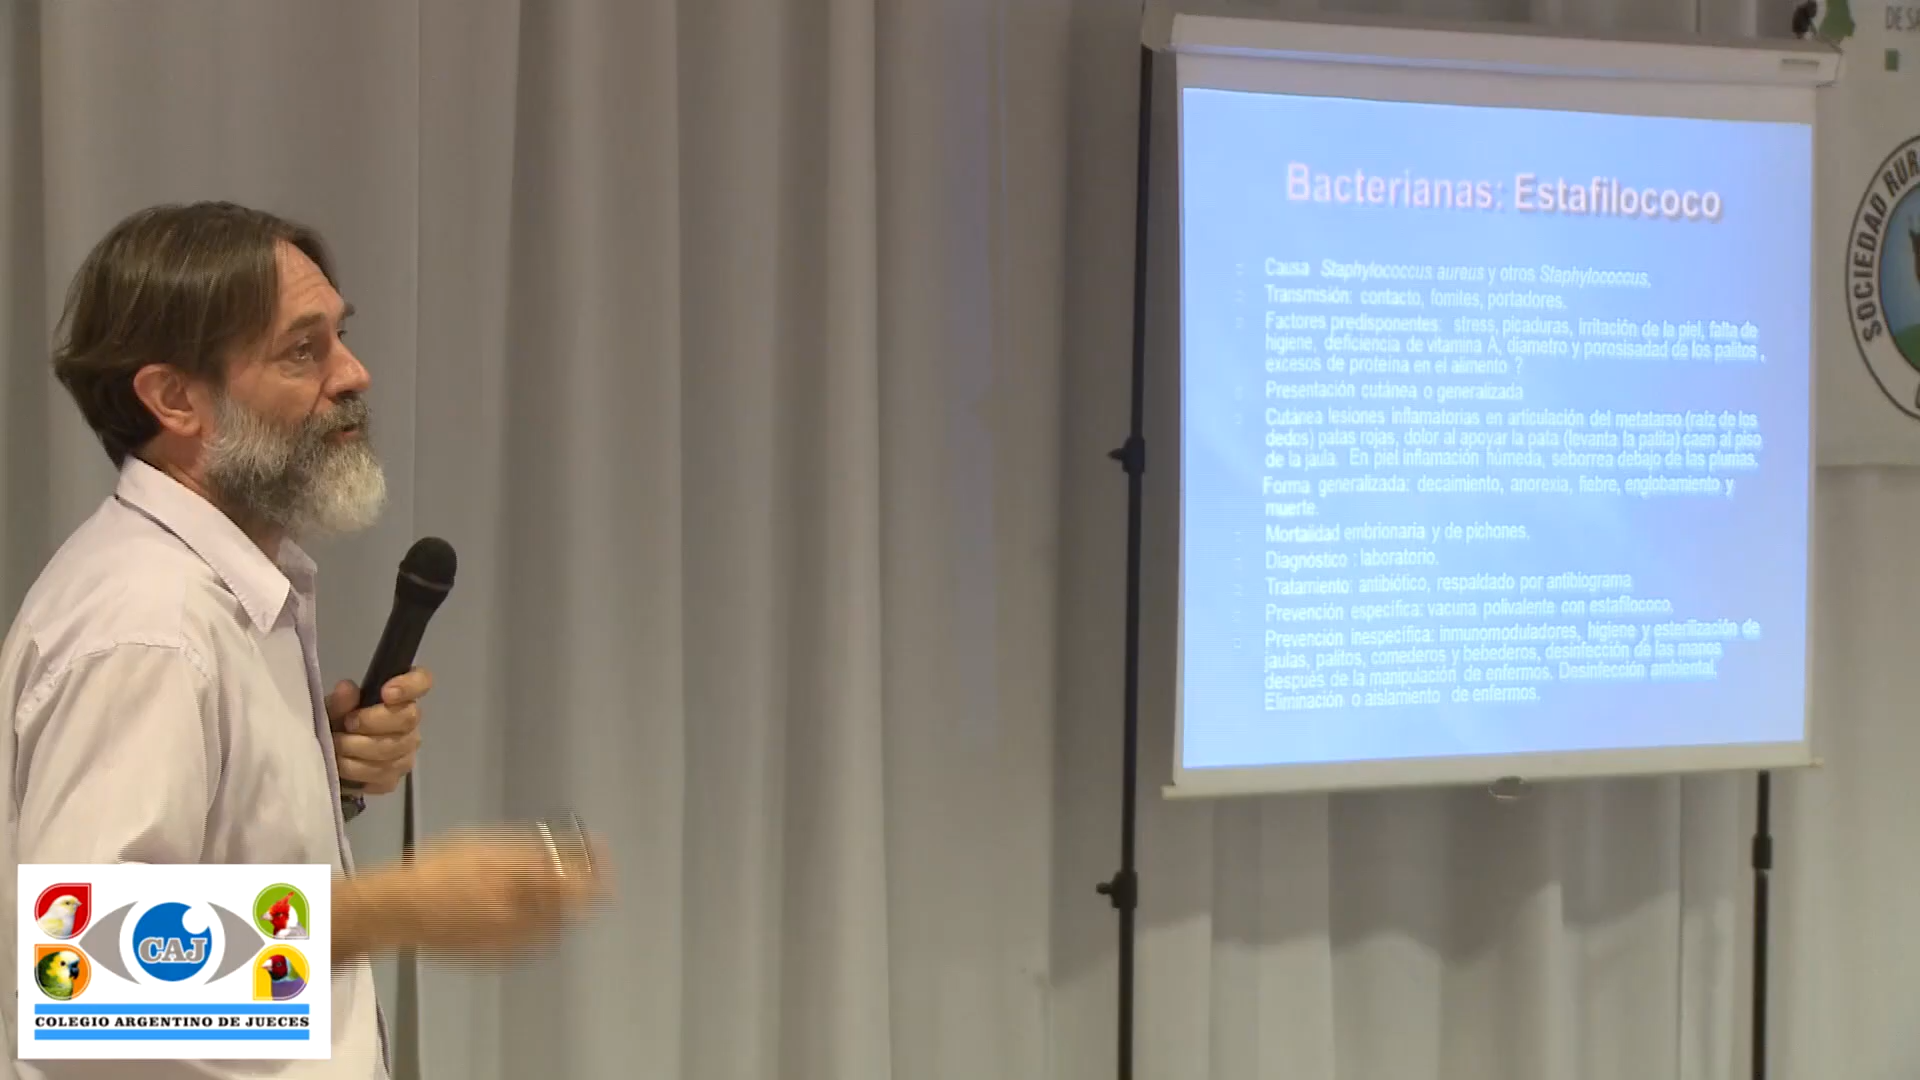 DE SA
SOCIEDAD RUR
Bacterianas: Estafilococo
Causa Staphylococcus aureus y otros Staphylococcus,
Transmisión: contacto, fomites, portadores.
Factores predisponentes: stress, picaduras, irritación de la piel, falta de
higiene, deficiencia de vitamina A, diametro y porosisadad de los palitos ,
excesos de proteína en el alimento ?
Presentación cutánea o generalizada
Cutánea lesiones inflamatorias en articulación del metatarso (raíz de los
dedos) patas rojas, dolor al apoyar la pata (levanta la patita) caen al piso
de la jaula. En piel inflamación húmeda, seborrea debajo de las plumas.
Forma generalizada: decaimiento, anorexia, fiebre, englobamiento y
muerte.
Mortalidad embrionaria y de pichones.
Diagnóstico : laboratorio.
Tratamiento: antibiótico, respaldado por antibiograma
Prevención específica: vacuna polivalente con estafilococo.
Prevención inespecífica: inmunomoduladores, higiene y esterilización de
jaulas, palitos, comederos y bebederos, desinfección de las manos
después de la manipulación de enfermos. Desinfección ambiental.
Eliminación o aislamiento de enfermos.
CAJ
COLEGIO ARGENTINO DE JUECES